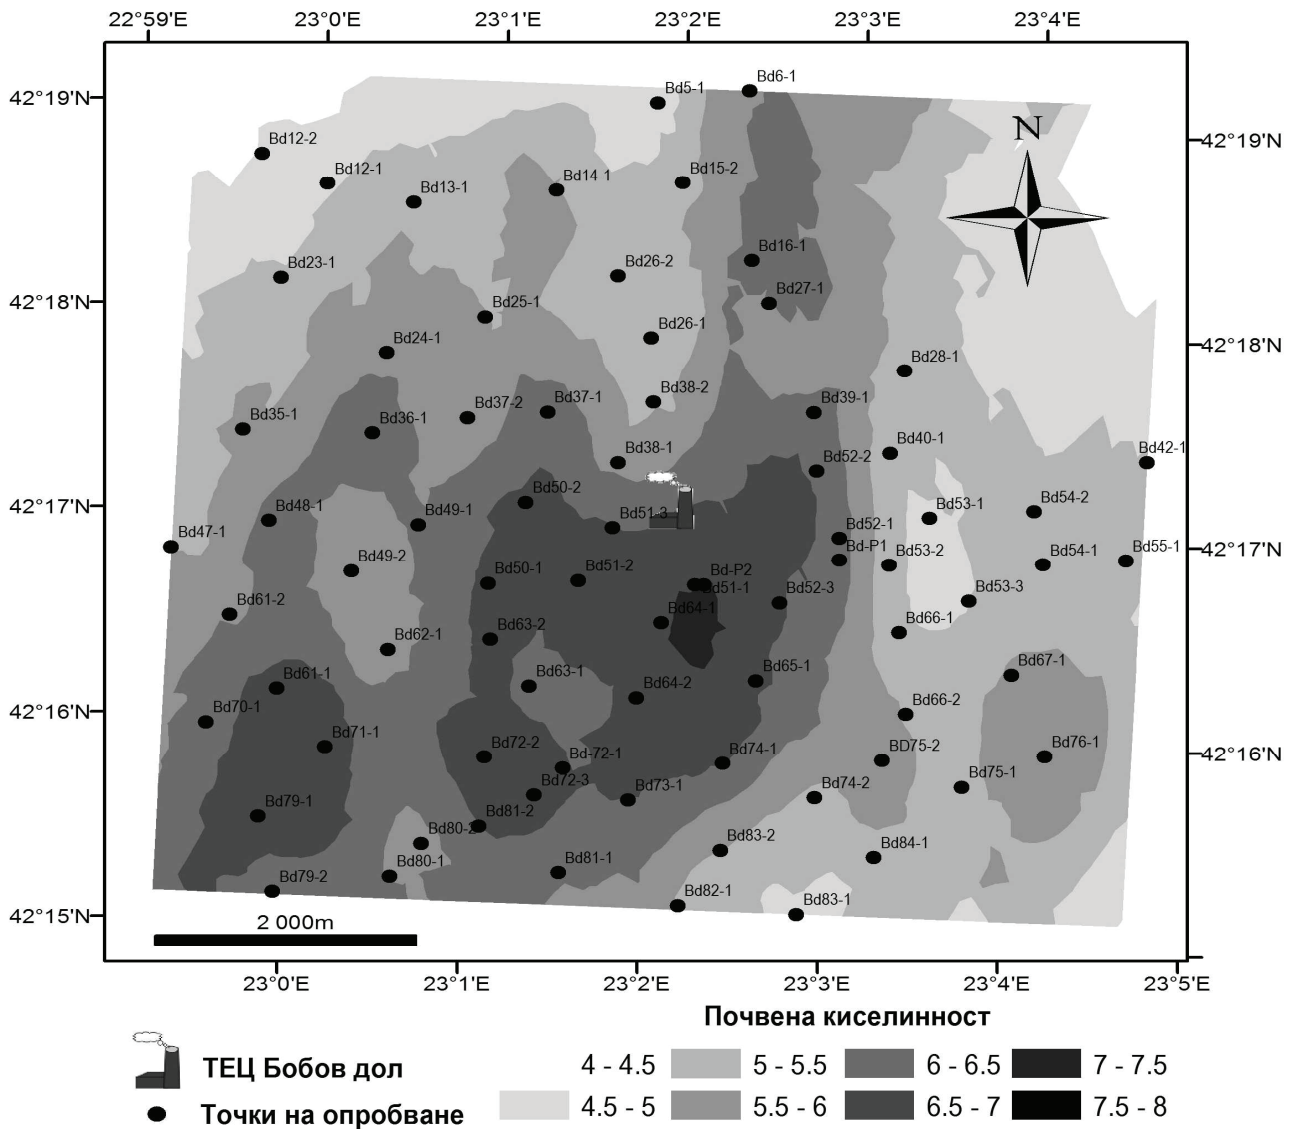 22°59'E 23°0'E 23°1'E 23°2'E 23°3'E 23°4'E
42°19'N
42°18'N
42°17'N
42°16'N
42°15'N
42°19'N
42°18'N
42°17'N
42°16'N
N
Bd5-1
Bd6-1
Bd12-2
Bd12-1
Bd13-1
Bd14 1
Bd15-2
Bd16-1
Bd23-1
Bd26-2
Bd27-1
Bd25-1
Bd24-1
Bd26-1
Bd28-1
Bd35-1
Bd36-1
Bd37-2
Bd37-1
Bd38-2
Bd39-1
Bd38-1
Bd40-1
Bd42-1
Bd52-2
Bd47-1
Bd48-1
Bd49-1
Bd50-2
Bd51-3
Bd53-1
Bd54-2
Bd52-1
Bd-P1
Bd49-2
Bd50-1
Bd51-2
Bd-P2
Bd51-1
Bd53-2
Bd54-1
Bd55-1
Bd52-3
Bd53-3
Bd61-2
Bd62-1
Bd63-2
Bd64-1
Bd66-1
Bd61-1
Bd63-1
Bd64-2
Bd65-1
Bd67-1
Bd70-1
Bd71-1
Bd66-2
Bd72-2
Bd-72-1
Bd74-1
BD75-2
Bd76-1
Bd72-3
Bd73-1
Bd74-2
Bd75-1
Bd79-1
Bd81-2
Bd80-2
Bd83-2
Bd84-1
Bd80-1
Bd81-1
Bd79-2
Bd82-1
Bd83-1
2 000m
23°0'E 23°1'E 23°2'E 23°3'E 23°4'E 23°5'E
Почвена киселинност
ТЕЦ Бобов дол
Точки на опробване
4 - 4.5 5 - 5.5 6 - 6.5 7 - 7.5
4.5 - 5 5.5 - 6 6.5 - 7 7.5 - 8